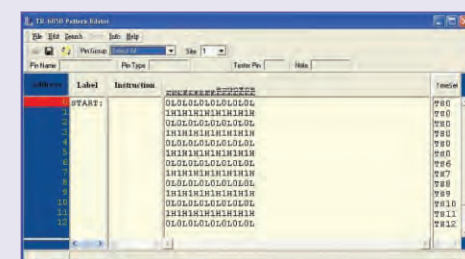 TR-6850 Pattern Editor
File Edit Search Info Help
Pin Group Select All Site 1
Pin Name Pin Type Tester Pin Note
Address Label Instruction TimeSet
0 START: 0L0L0L0L0L0L0L0L TS0
1 1H1H1H1H1H1H1H1H TS0
2 0L0L0L0L0L0L0L0L TS0
3 1H1H1H1H1H1H1H1H TS0
4 0L0L0L0L0L0L0L0L TS0
5 1H1H1H1H1H1H1H1H TS0
6 0L0L0L0L0L0L0L0L TS6
7 1H1H1H1H1H1H1H1H TS7
8 0L0L0L0L0L0L0L0L TS8
9 1H1H1H1H1H1H1H1H TS9
10 0L0L0L0L0L0L0L0L TS10
11 1H1H1H1H1H1H1H1H TS11
12 0L0L0L0L0L0L0L0L TS12